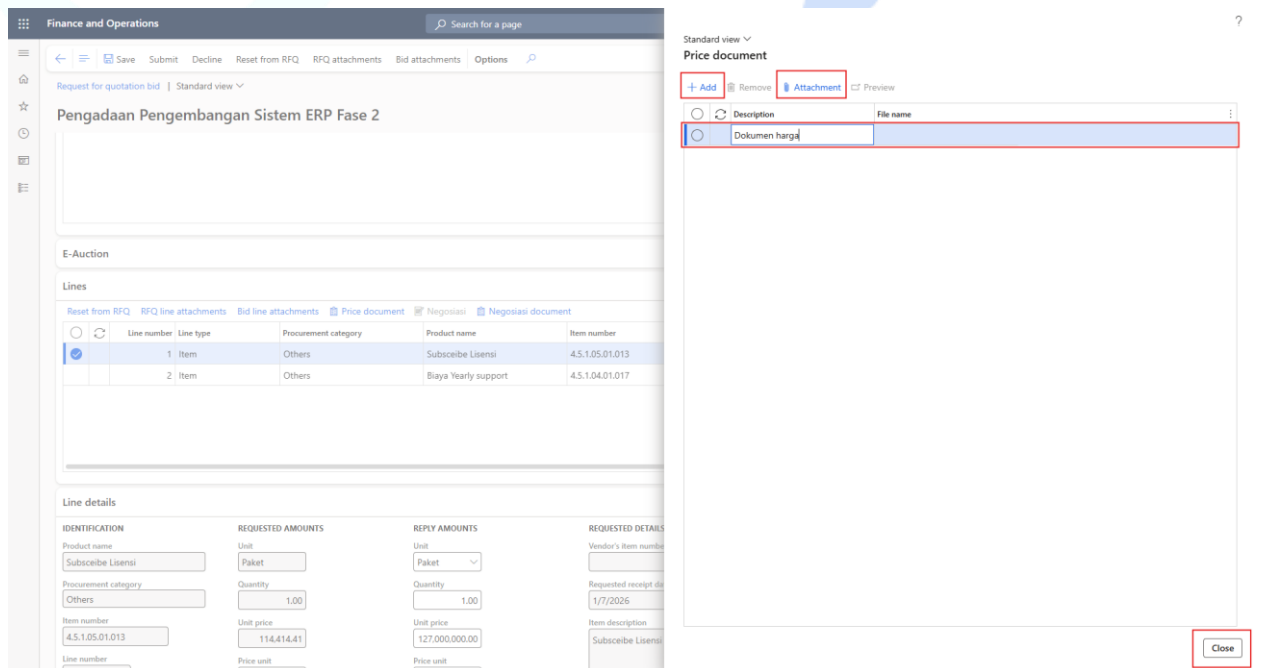 Finance and Operations
Search for a page
Save Submit Decline Reset from RFQ RFQ attachments Bid attachments Options
Request for quotation bid | Standard view
Pengadaan Pengembangan Sistem ERP Fase 2
E-Auction
Lines
Reset from RFQ RFQ line attachments Bid line attachments Price document Negosiasi Negosiasi document
Line number Line type Procurement category Product name Item number
1 Item Others Subsceibe Lisensi 4.5.1.05.01.013
2 Item Others Biaya Yearly support 4.5.1.04.01.017
Line details
IDENTIFICATION REQUESTED AMOUNTS REPLY AMOUNTS REQUESTED DETAILS
Product name Unit Unit Vendor's item numbe
Subsceibe Lisensi Paket Paket
Procurement category Quantity Quantity Requested receipt da
Others 1.00 1.00 1/7/2026
Item number Unit price Unit price Item description
4.5.1.05.01.013 114,414.41 127,000,000.00 Subsceibe Lisensi
Line number Price unit Price unit
?
Standard view
Price document
+ Add Remove Attachment Preview
Description File name
Dokumen harga
Close